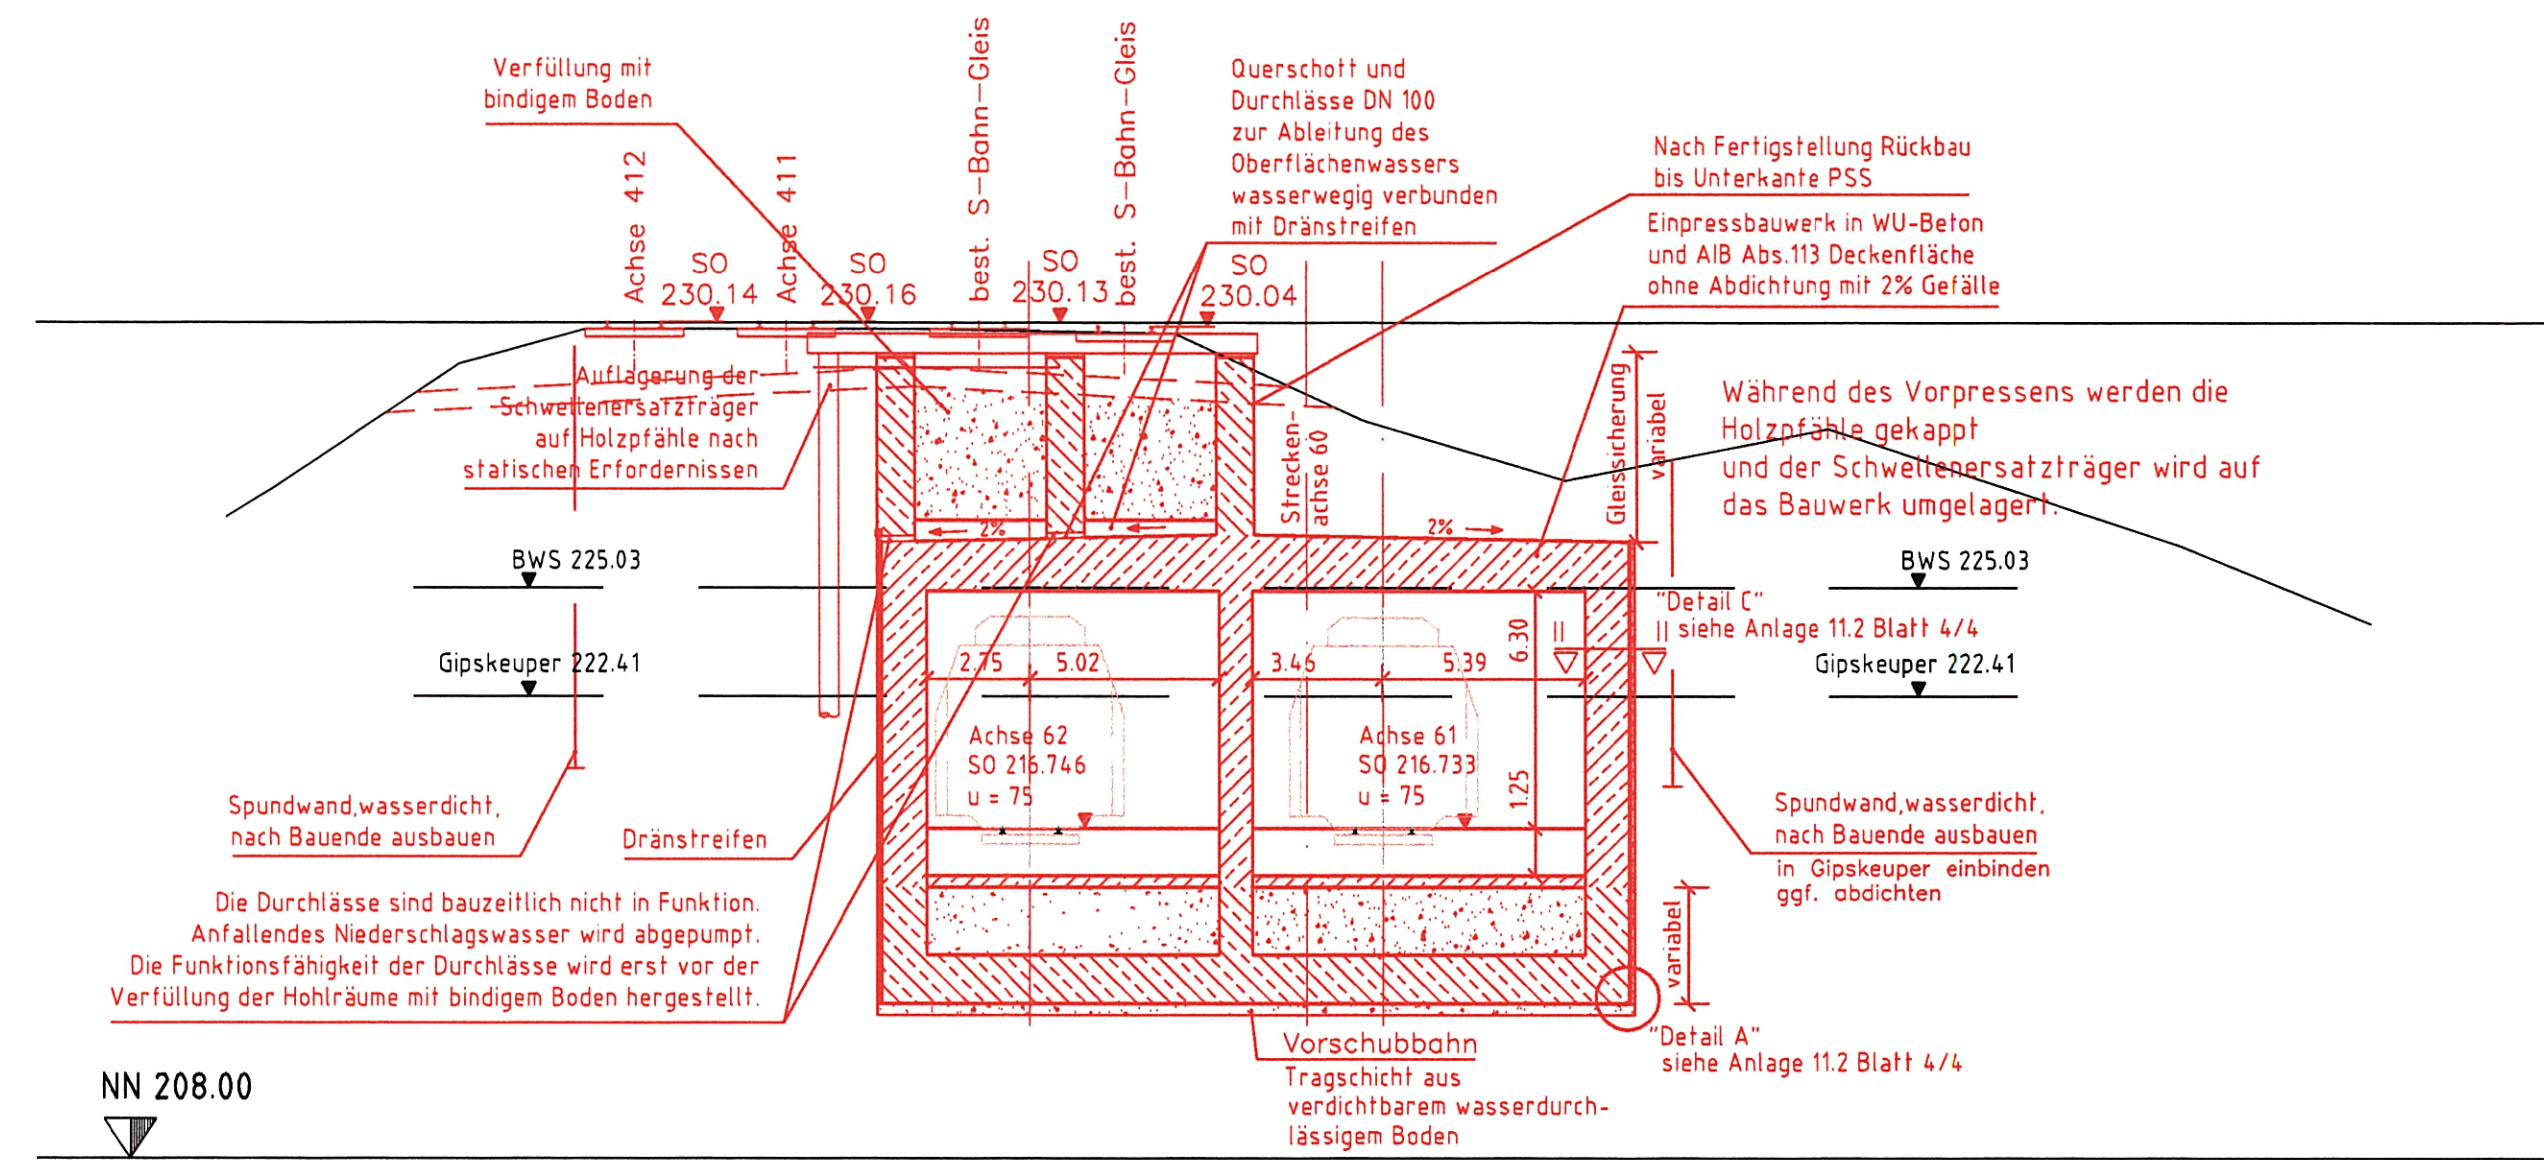 Verfüllung mit
bindigem Boden
Achse 412
Achse 411
best. S-Bahn-Gleis
best. S-Bahn-Gleis
SO
230.14
SO
230.16
SO
230.13
SO
230.04
Querschott und
Durchlässe DN 100
zur Ableitung des
Oberflächenwassers
wasserwegig verbunden
mit Dränstreifen
Nach Fertigstellung Rückbau
bis Unterkante PSS
Einpressbauwerk in WU-Beton
und AIB Abs.113 Deckenfläche
ohne Abdichtung mit 2% Gefälle
Auflagerung der
Schwellenersatzträger
auf Holzpfähle nach
statischen Erfordernissen
Strecken-
achse 60
Gleissicherung
variabel
Während des Vorpressens werden die
Holzpfähle gekappt
und der Schwellenersatzträger wird auf
das Bauwerk umgelagert.
2%
2%
BWS 225.03
BWS 225.03
Gipskeuper 222.41
Gipskeuper 222.41
"Detail C"
siehe Anlage 11.2 Blatt 4/4
II
II
2.75
5.02
3.46
5.39
6.30
1.25
Achse 62
SO 216.746
u = 75
Achse 61
SO 216.733
u = 75
Spundwand,wasserdicht,
nach Bauende ausbauen
Dränstreifen
Spundwand,wasserdicht,
nach Bauende ausbauen
in Gipskeuper einbinden
ggf. abdichten
Die Durchlässe sind bauzeitlich nicht in Funktion.
Anfallendes Niederschlagswasser wird abgepumpt.
Die Funktionsfähigkeit der Durchlässe wird erst vor der
Verfüllung der Hohlräume mit bindigem Boden hergestellt.
variabel
"Detail A"
siehe Anlage 11.2 Blatt 4/4
Vorschubbahn
Tragschicht aus
verdichtbarem wasserdurch-
lässigem Boden
NN 208.00